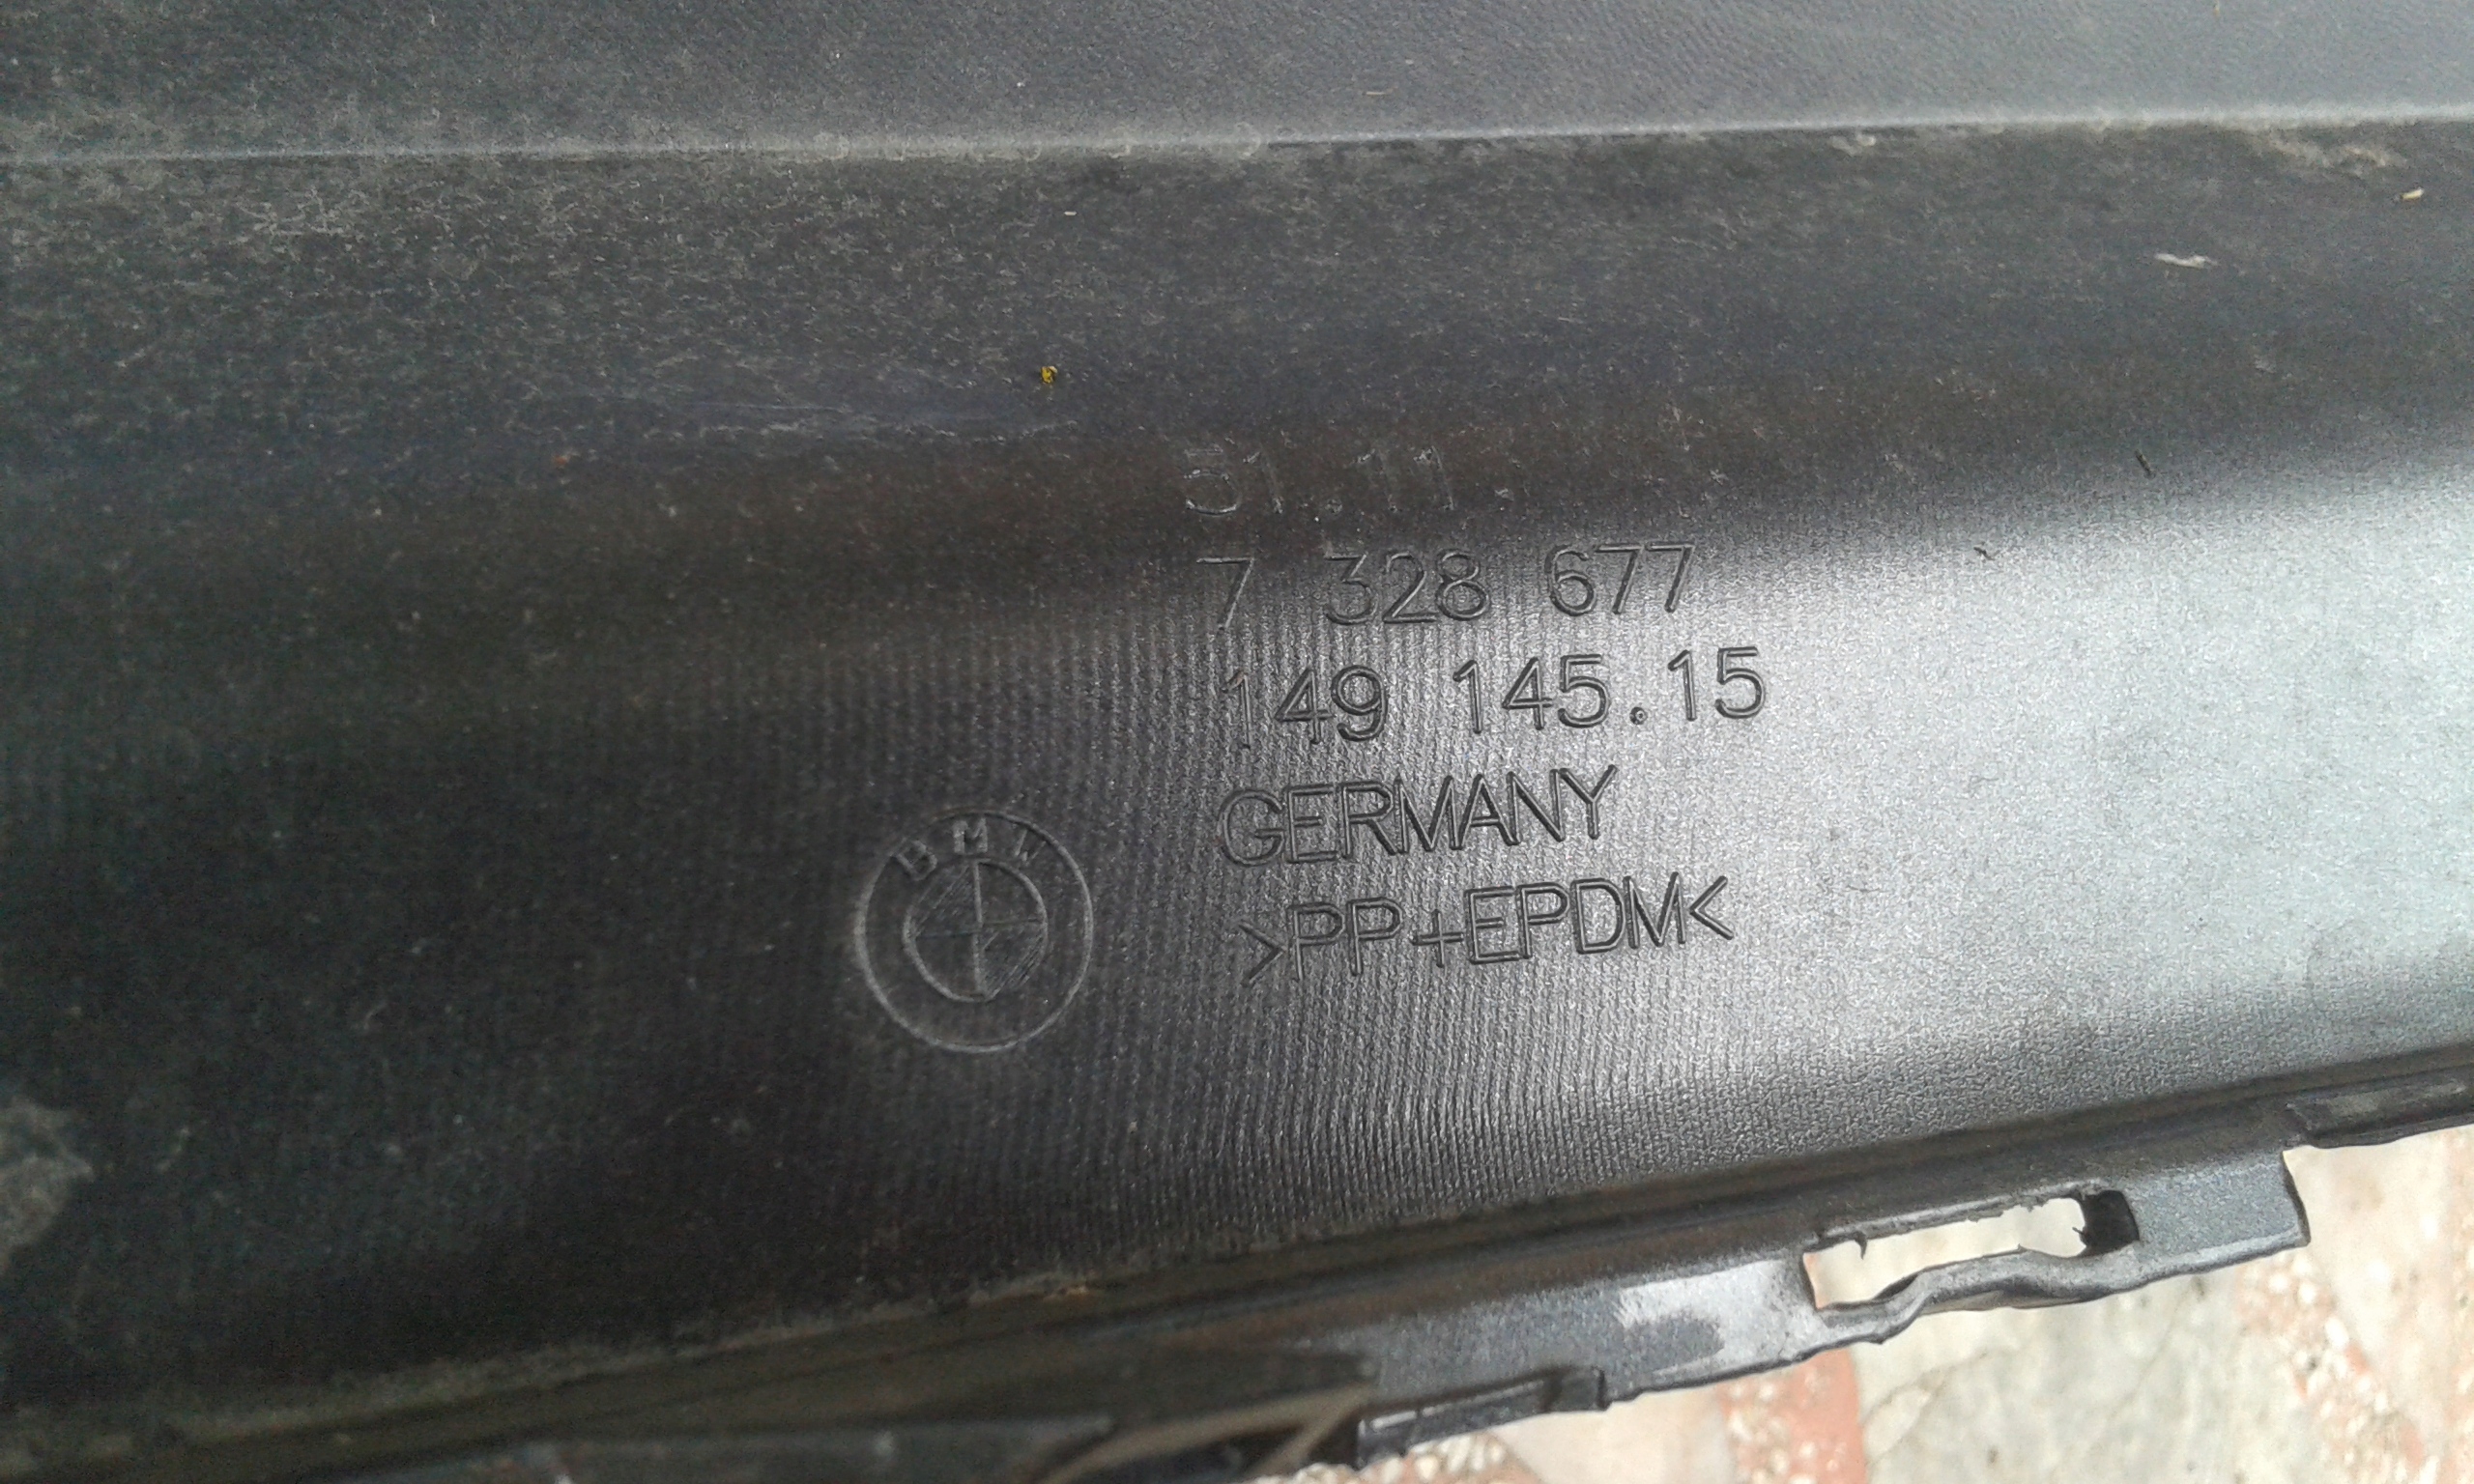 51.11
7 328 677
149 145.15
GERMANY
>PP+EPDM<
BMW